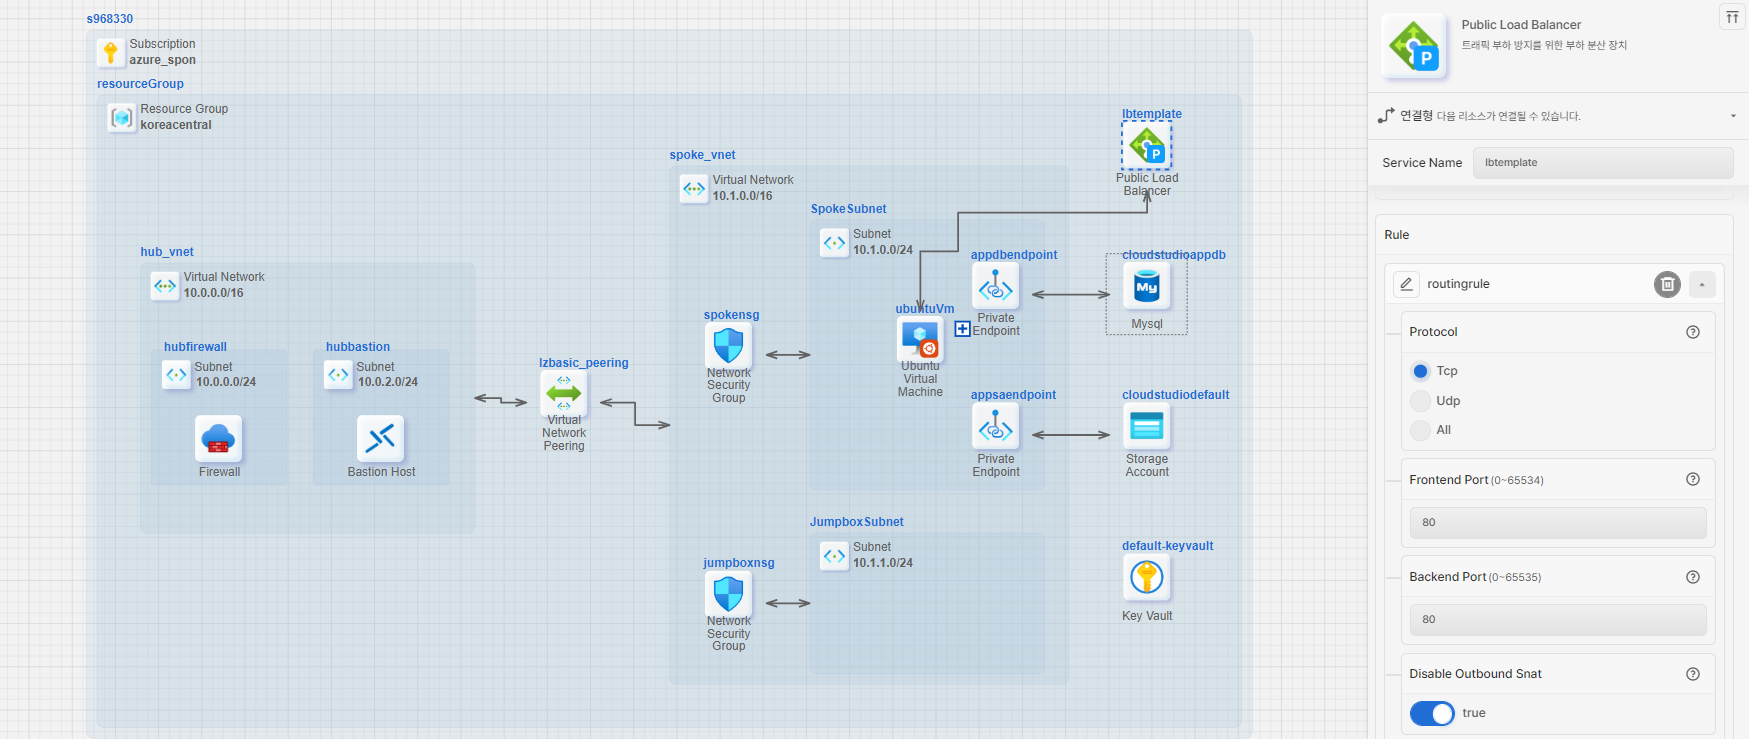 s968330
Subscription
azure_spon
resourceGroup
Resource Group
koreacentral
lbtemplate
P
Public Load
Balancer
spoke_vnet
Virtual Network
10.1.0.0/16
SpokeSubnet
Subnet
10.1.0.0/24
hub_vnet
Virtual Network
10.0.0.0/16
appdbendpoint
Private
Endpoint
cloudstudioappdb
My
Mysql
spokensg
Network
Security
Group
ubuntuVm
Ubuntu
Virtual
Machine
hubfirewall
Subnet
10.0.0.0/24
Firewall
hubbastion
Subnet
10.0.2.0/24
Bastion Host
lzbasic_peering
Virtual
Network
Peering
appsaendpoint
Private
Endpoint
cloudstudiodefault
Storage
Account
JumpboxSubnet
Subnet
10.1.1.0/24
jumpboxnsg
Network
Security
Group
default-keyvault
Key Vault
P
Public Load Balancer
트래픽 부하 방지를 위한 부하 분산 장치
연결형 다음 리소스가 연결될 수 있습니다.
Service Name
lbtemplate
Rule
routingrule
Protocol
?
Tcp
Udp
All
Frontend Port (0~65534)
?
80
Backend Port (0~65535)
?
80
Disable Outbound Snat
?
true